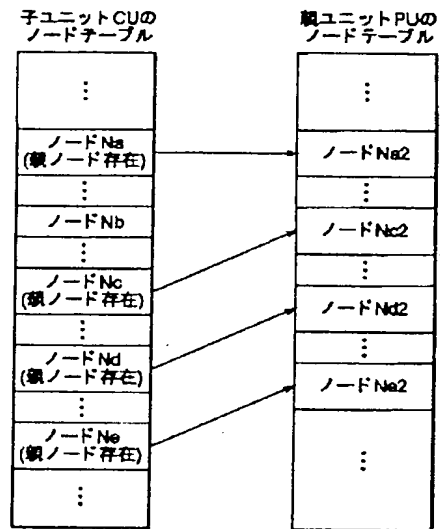 子ユニットCUの
ノードテーブル
⋮
ノードNa
(親ノード存在)
⋮
ノードNb
⋮
ノードNc
(親ノード存在)
⋮
ノードNd
(親ノード存在)
⋮
ノードNe
(親ノード存在)
⋮
親ユニットPUの
ノードテーブル
⋮
ノードNa2
⋮
ノードNc2
⋮
ノードNd2
⋮
ノードNe2
⋮